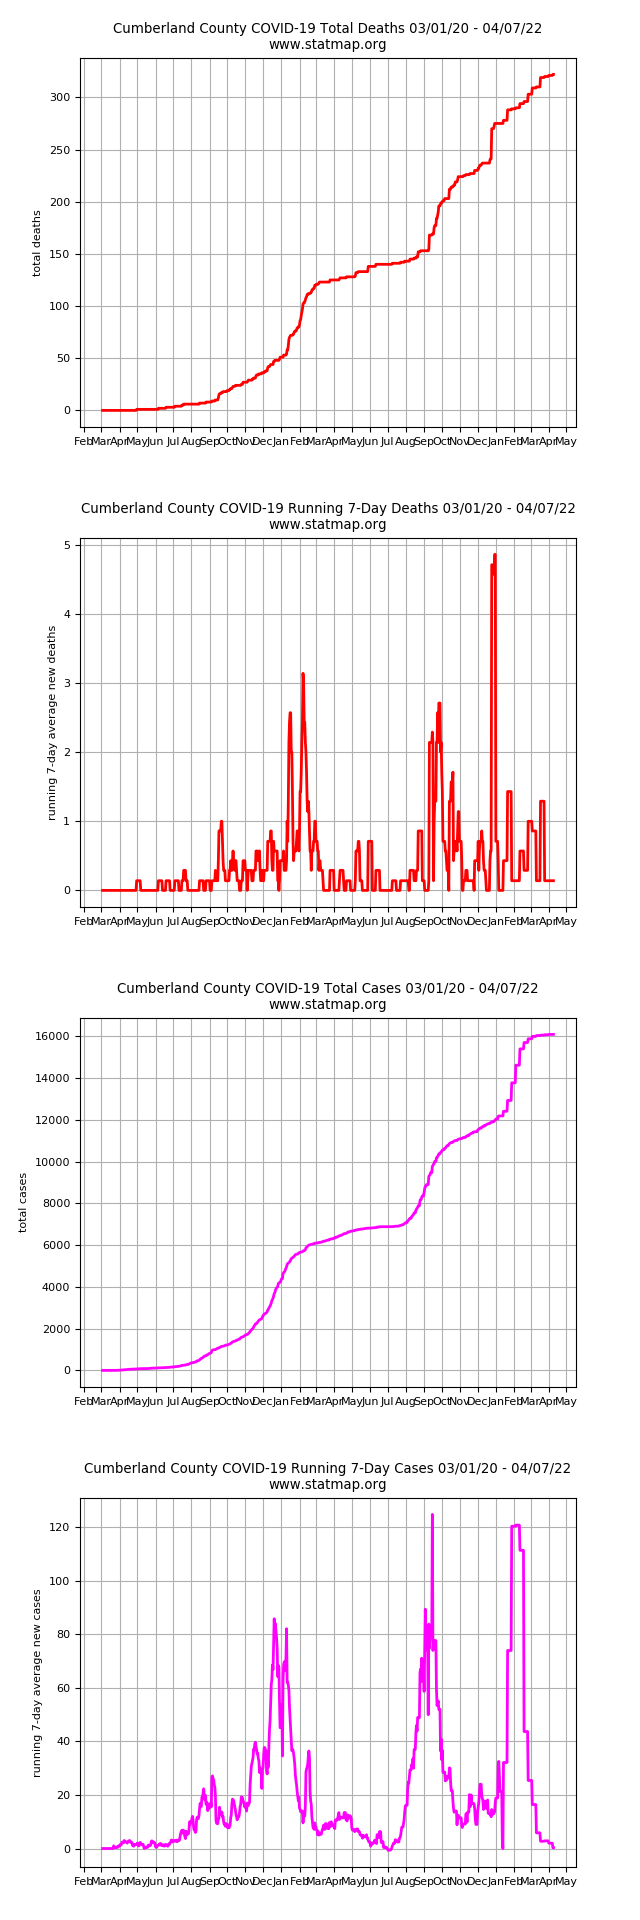 Cumberland County COVID-19 Total Deaths 03/01/20 - 04/07/22
www.statmap.org
total deaths
300
250
200
150
100
50
0
Feb Mar Apr May Jun Jul Aug Sep Oct Nov Dec Jan Feb Mar Apr May Jun Jul Aug Sep Oct Nov Dec Jan Feb Mar Apr May
Cumberland County COVID-19 Running 7-Day Deaths 03/01/20 - 04/07/22
www.statmap.org
running 7-day average new deaths
5
4
3
2
1
0
Feb Mar Apr May Jun Jul Aug Sep Oct Nov Dec Jan Feb Mar Apr May Jun Jul Aug Sep Oct Nov Dec Jan Feb Mar Apr May
Cumberland County COVID-19 Total Cases 03/01/20 - 04/07/22
www.statmap.org
total cases
16000
14000
12000
10000
8000
6000
4000
2000
0
Feb Mar Apr May Jun Jul Aug Sep Oct Nov Dec Jan Feb Mar Apr May Jun Jul Aug Sep Oct Nov Dec Jan Feb Mar Apr May
Cumberland County COVID-19 Running 7-Day Cases 03/01/20 - 04/07/22
www.statmap.org
running 7-day average new cases
120
100
80
60
40
20
0
Feb Mar Apr May Jun Jul Aug Sep Oct Nov Dec Jan Feb Mar Apr May Jun Jul Aug Sep Oct Nov Dec Jan Feb Mar Apr May